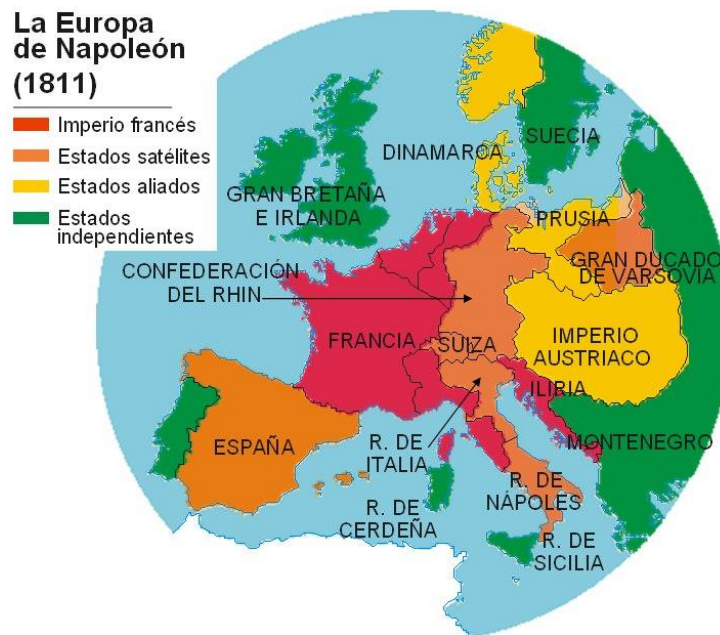 La Europa
de Napoleón
(1811)
Imperio francés
Estados satélites
Estados aliados
Estados
independientes
SUECIA
DINAMARCA
GRAN BRETAÑA
E IRLANDA
PRUSIA
GRAN DUCADO
DE VARSOVIA
CONFEDERACIÓN
DEL RHIN
FRANCIA
SUIZA
IMPERIO
AUSTRIACO
ILIRIA
MONTENEGRO
ESPAÑA
R. DE
ITALIA
R. DE
NÁPOLES
R. DE
CERDEÑA
R. DE
SICILIA